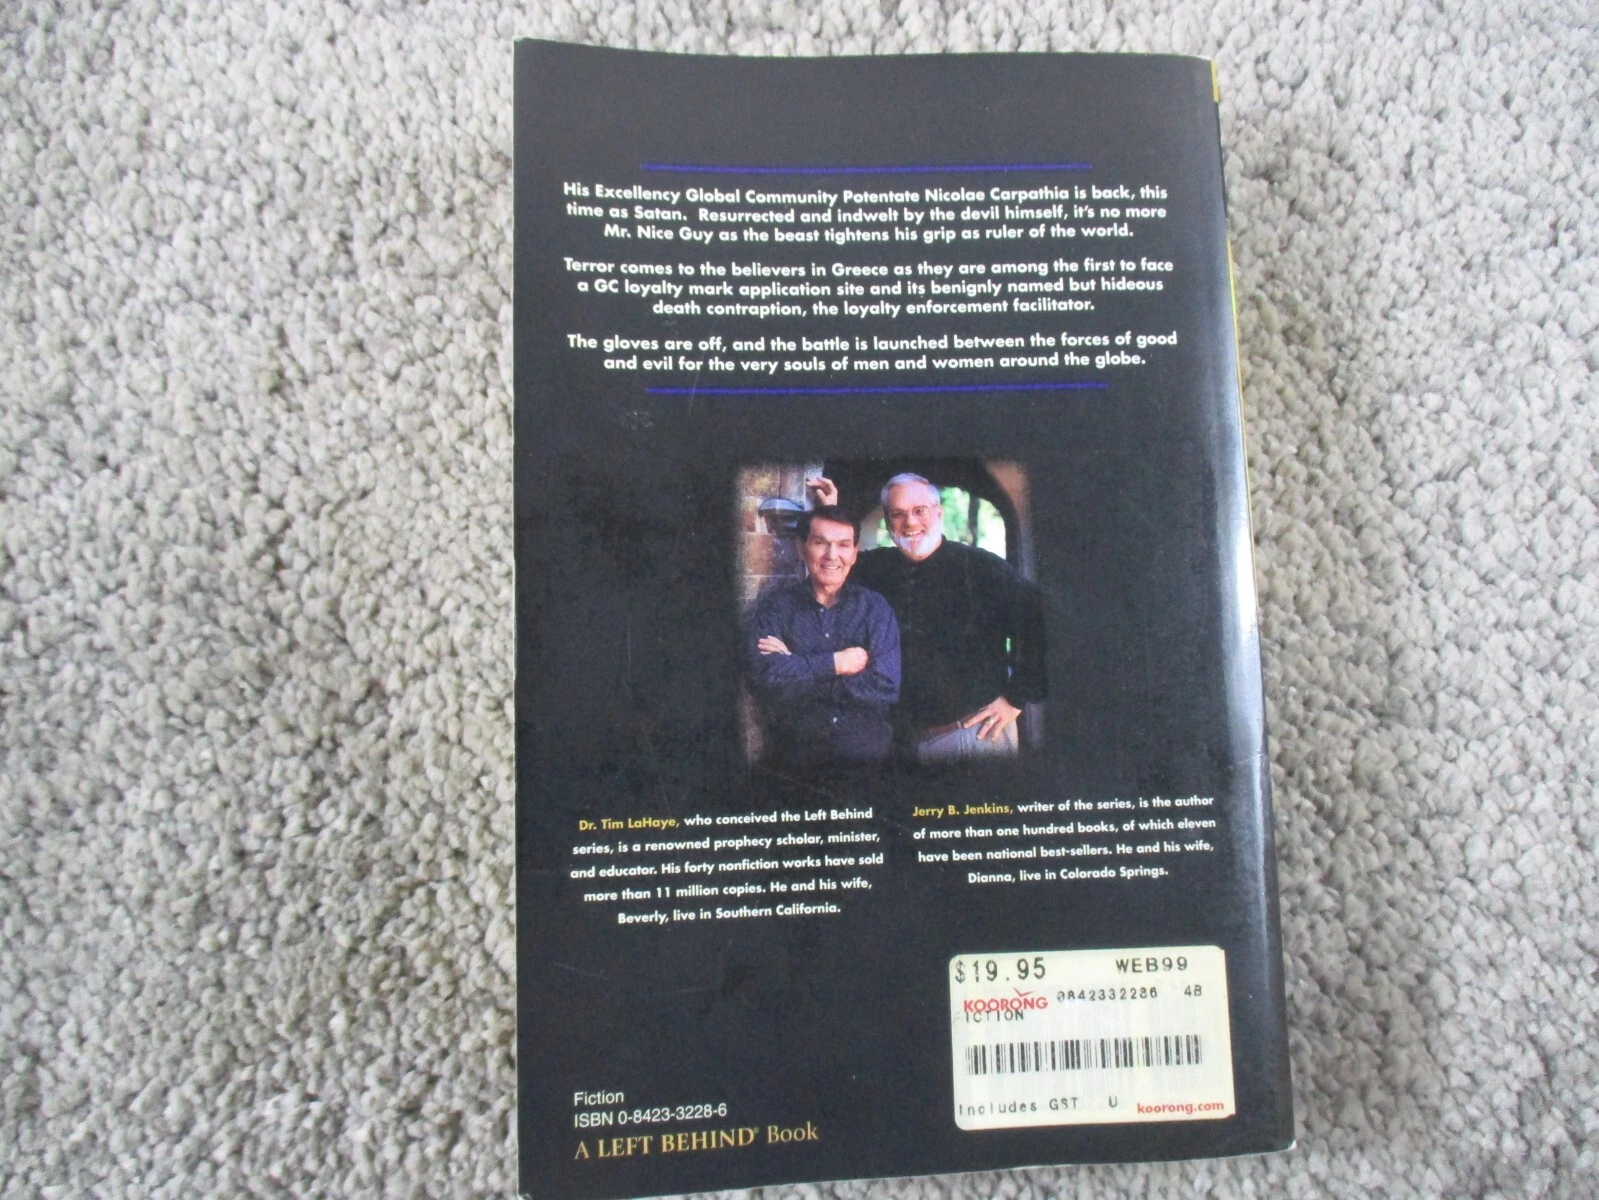 His Excellency Global Community Potentate Nicolae Carpathia is back, this
time as Satan. Resurrected and indwelt by the devil himself, it's no more
Mr. Nice Guy as the beast tightens his grip as ruler of the world.
Terror comes to the believers in Greece as they are among the first to face
a GC loyalty mark application site and its benignly named but hideous
death contraption, the loyalty enforcement facilitator.
The gloves are off, and the battle is launched between the forces of good
and evil for the very souls of men and women around the globe.
Dr. Tim LaHaye, who conceived the Left Behind
series, is a renowned prophecy scholar, minister,
and educator. His forty nonfiction works have sold
more than 11 million copies. He and his wife,
Beverly, live in Southern California.
Jerry B. Jenkins, writer of the series, is the author
of more than one hundred books, of which eleven
have been national best-sellers. He and his wife,
Dianna, live in Colorado Springs.
$19.95 WEB99
KOORONG 0842332286 4B
FICTION
Includes GST U koorong.com
Fiction
ISBN 0-8423-3228-6
A LEFT BEHIND® Book